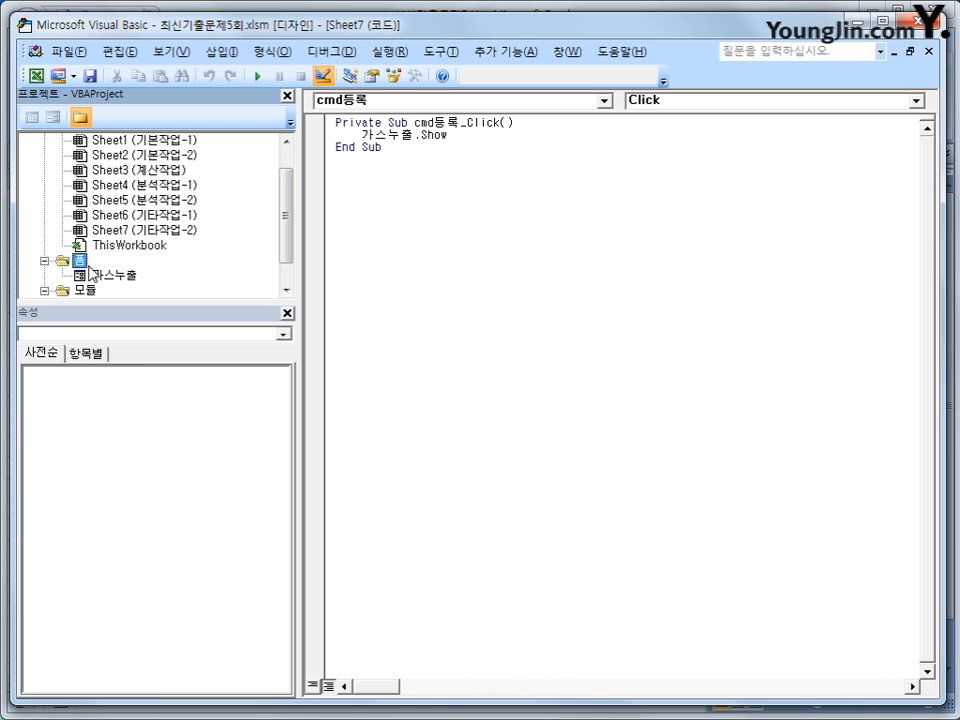 Microsoft Visual Basic - 최신기출문제5회.xlsm [디자인] - [Sheet7 (코드)]
Youngjin.com Y.
파일(F) 편집(E) 보기(V) 삽입(I) 형식(O) 디버그(D) 실행(R) 도구(T) 추가 기능(A) 창(W) 도움말(H) 질문을 입력하십시오.
프로젝트 - VBAProject
cmd등록 Click
Private Sub cmd등록_Click()
가스누출.Show
End Sub
Sheet1 (기본작업-1)
Sheet2 (기본작업-2)
Sheet3 (계산작업)
Sheet4 (분석작업-1)
Sheet5 (분석작업-2)
Sheet6 (기타작업-1)
Sheet7 (기타작업-2)
ThisWorkbook
폼
가스누출
모듈
속성
사전순 항목별